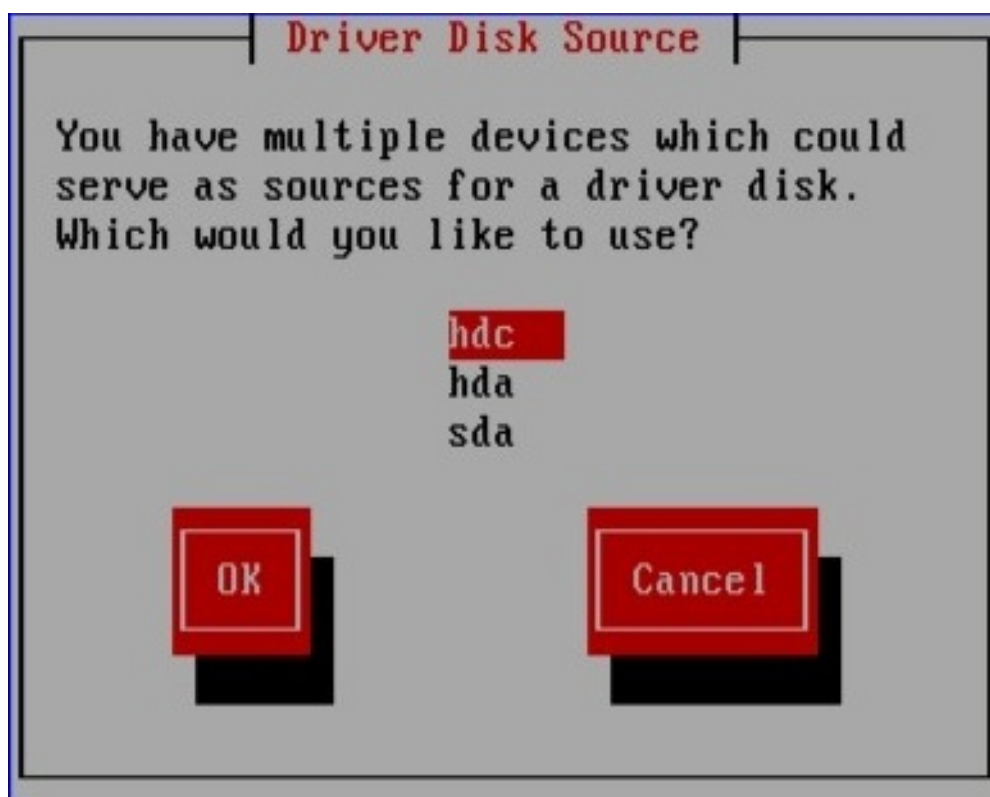 Driver Disk Source
You have multiple devices which could
serve as sources for a driver disk.
Which would you like to use?
hdc
hda
sda
OK
Cancel